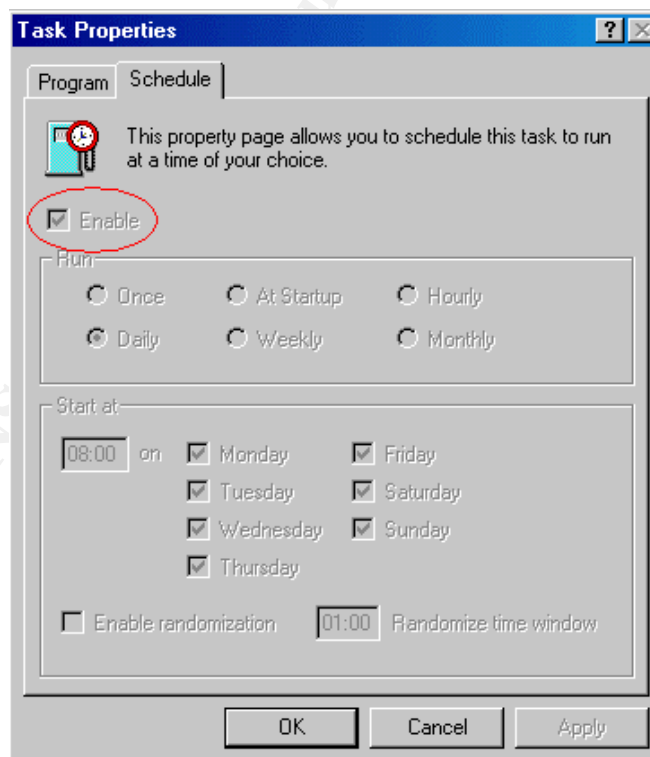 Task Properties
Program Schedule
This property page allows you to schedule this task to run
at a time of your choice.
Enable
Run
Once At Startup Hourly
Daily Weekly Monthly
Start at
08:00 on Monday Friday
Tuesday Saturday
Wednesday Sunday
Thursday
Enable randomization 01:00 Randomize time window
OK Cancel Apply